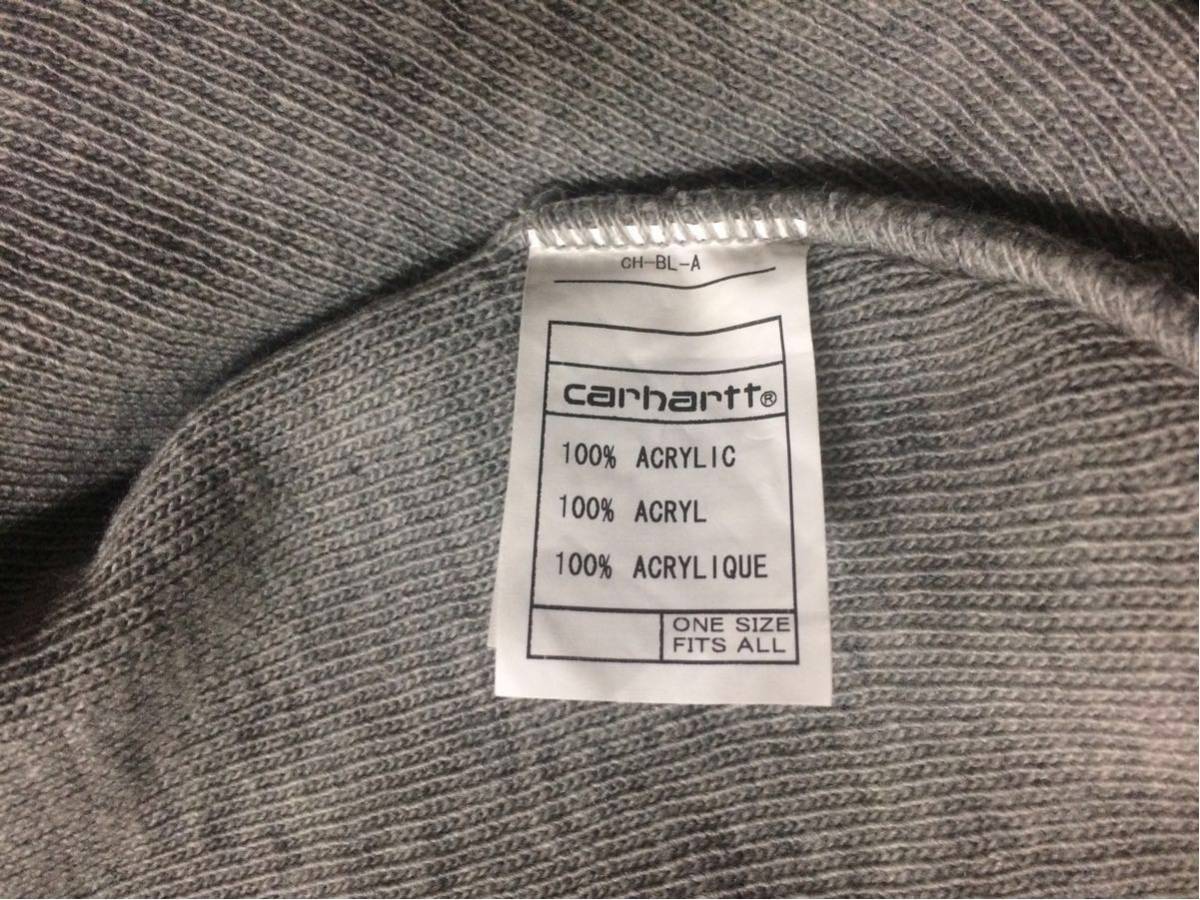 CH-BL-A
carhartt®
100% ACRYLIC
100% ACRYL
100% ACRYLIQUE
ONE SIZE
FITS ALL